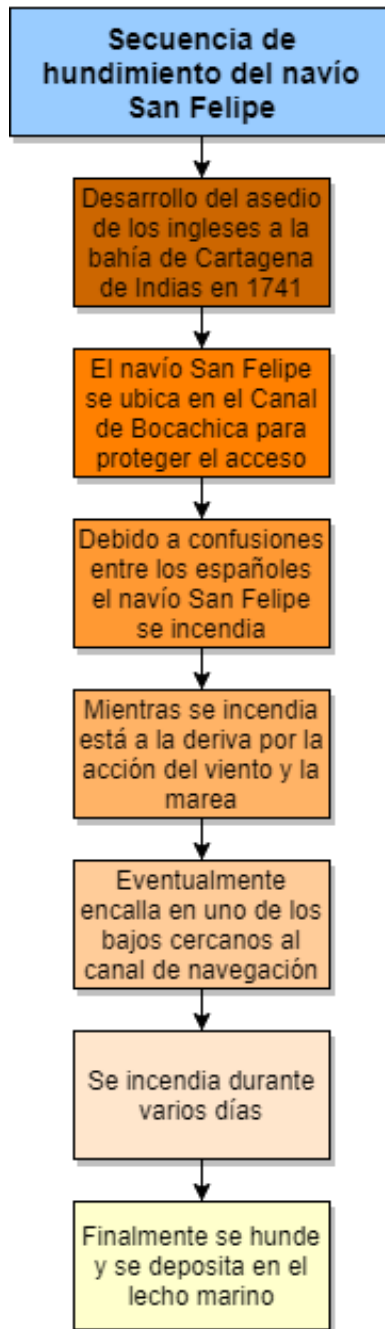 Secuencia de
hundimiento del navío
San Felipe
Desarrollo del asedio
de los ingleses a la
bahía de Cartagena
de Indias en 1741
El navío San Felipe
se ubica en el Canal
de Bocachica para
proteger el acceso
Debido a confusiones
entre los españoles
el navío San Felipe
se incendia
Mientras se incendia
está a la deriva por la
acción del viento y la
marea
Eventualmente
encalla en uno de los
bajos cercanos al
canal de navegación
Se incendia durante
varios días
Finalmente se hunde
y se deposita en el
lecho marino